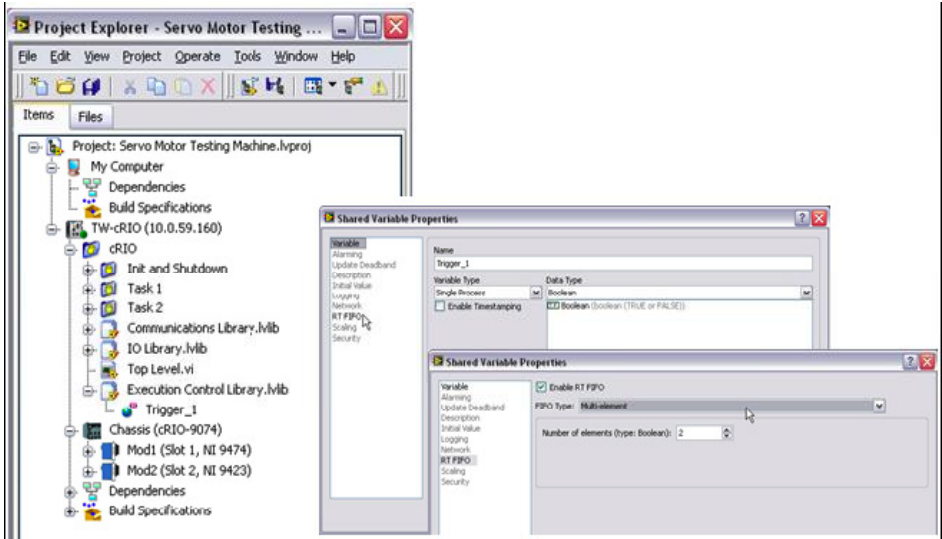 Project Explorer - Servo Motor Testing ...
File Edit View Project Operate Tools Window Help
Items Files
Project: Servo Motor Testing Machine.lvproj
My Computer
Dependencies
Build Specifications
TW-cRIO (10.0.59.160)
cRIO
Init and Shutdown
Task 1
Task 2
Communications Library.lvlib
IO Library.lvlib
Top Level.vi
Execution Control Library.lvlib
Trigger_1
Chassis (cRIO-9074)
Mod1 (Slot 1, NI 9474)
Mod2 (Slot 2, NI 9423)
Dependencies
Build Specifications
Shared Variable Properties
Variable
Alarming
Update Deadband
Description
Initial Value
Logging
Network
RT FIFO
Scaling
Security
Name
Trigger_1
Variable Type Data Type
Single Process Boolean
Enable Timestamping Boolean (boolean (TRUE or FALSE))
Shared Variable Properties
Variable
Alarming
Update Deadband
Description
Initial Value
Logging
Network
RT FIFO
Scaling
Security
Enable RT FIFO
FIFO Type: Multi-element
Number of elements (type: Boolean): 2